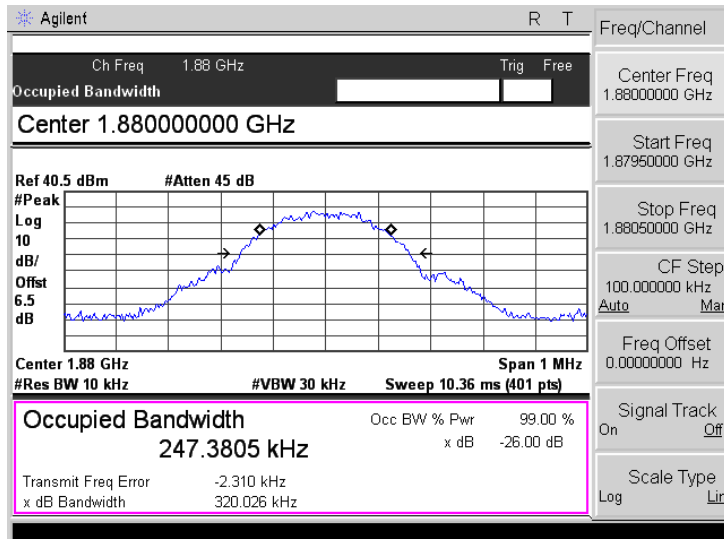 Agilent R T
Freq/Channel
Ch Freq 1.88 GHz Trig Free
Occupied Bandwidth
Center 1.880000000 GHz
Ref 40.5 dBm #Atten 45 dB
#Peak
Log
10
dB/
Offst
6.5
dB
Center 1.88 GHz Span 1 MHz
#Res BW 10 kHz #VBW 30 kHz Sweep 10.36 ms (401 pts)
Occupied Bandwidth
247.3805 kHz
Occ BW % Pwr 99.00 %
x dB -26.00 dB
Transmit Freq Error -2.310 kHz
x dB Bandwidth 320.026 kHz
Center Freq
1.88000000 GHz
Start Freq
1.87950000 GHz
Stop Freq
1.88050000 GHz
CF Step
100.000000 kHz
Auto Man
Freq Offset
0.00000000 Hz
Signal Track
On Off
Scale Type
Log Lin